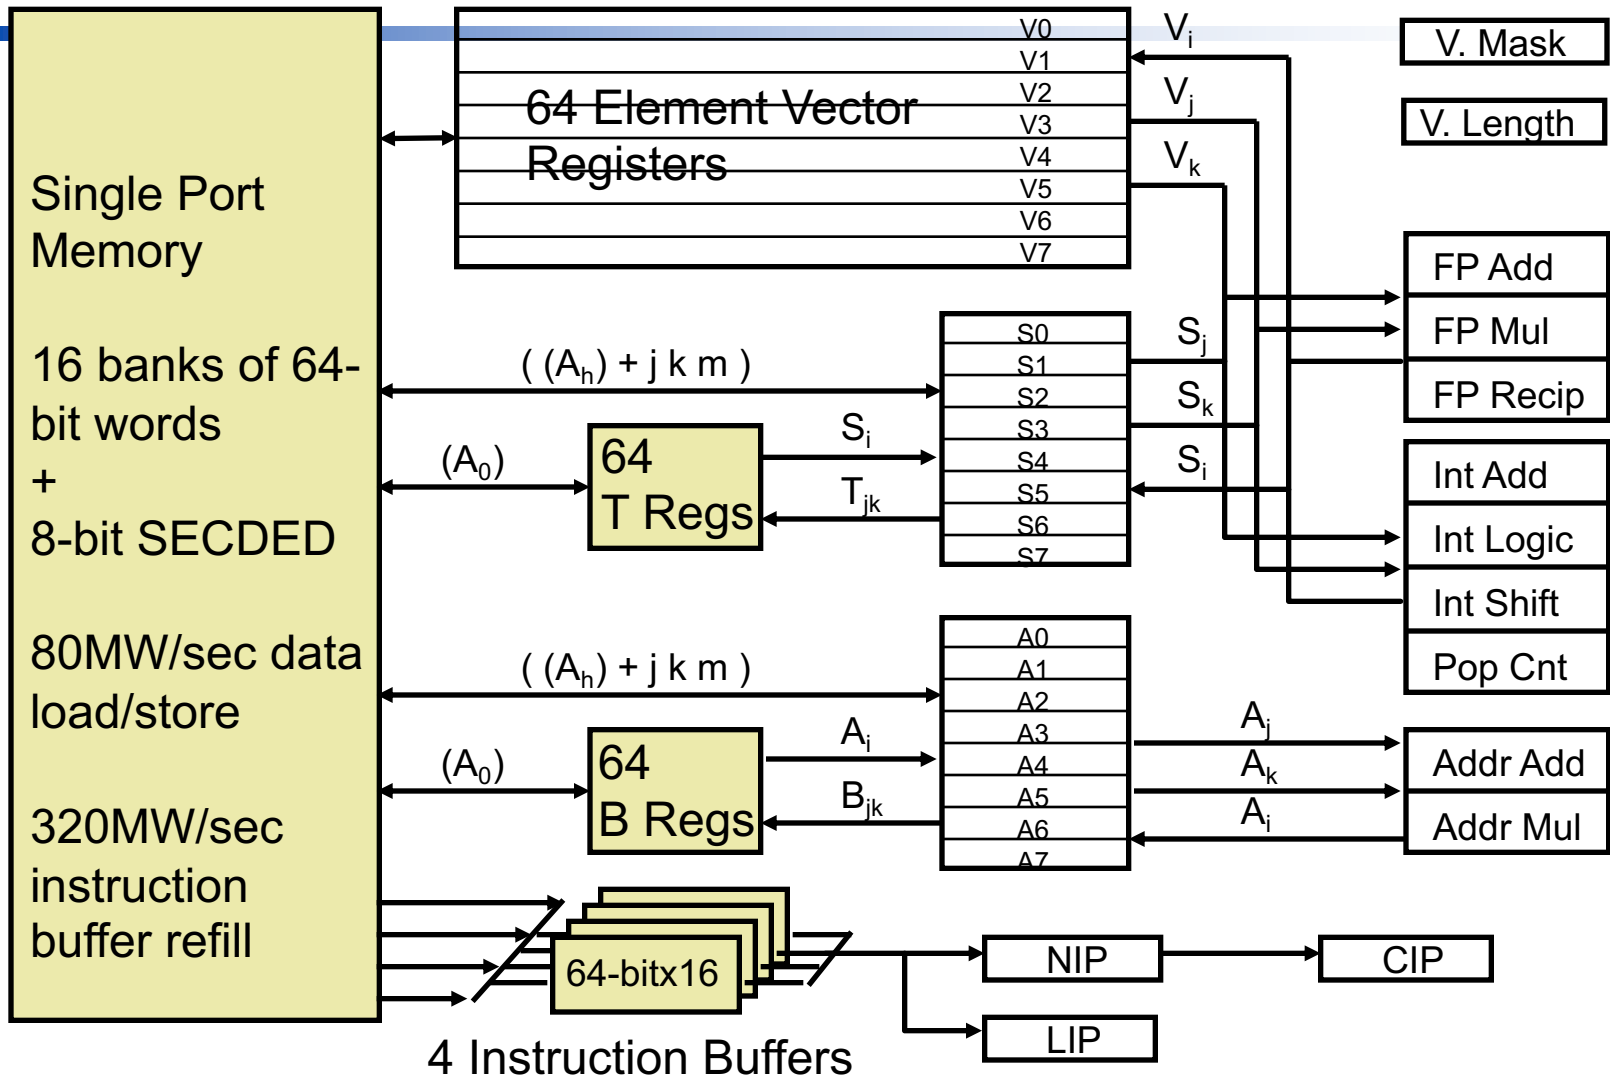 Single Port
Memory
16 banks of 64-
bit words
+
8-bit SECDED
80MW/sec data
load/store
320MW/sec
instruction
buffer refill
64 Element Vector
Registers
V0
V1
V2
V3
V4
V5
V6
V7
Vi
Vj
Vk
V. Mask
V. Length
FP Add
FP Mul
FP Recip
( (Ah) + j k m )
(A0)
64
T Regs
Si
Tjk
S0
S1
S2
S3
S4
S5
S6
S7
Sj
Sk
Si
Int Add
Int Logic
Int Shift
Pop Cnt
( (Ah) + j k m )
(A0)
64
B Regs
Ai
Bjk
A0
A1
A2
A3
A4
A5
A6
A7
Aj
Ak
Ai
Addr Add
Addr Mul
64-bitx16
4 Instruction Buffers
NIP
CIP
LIP